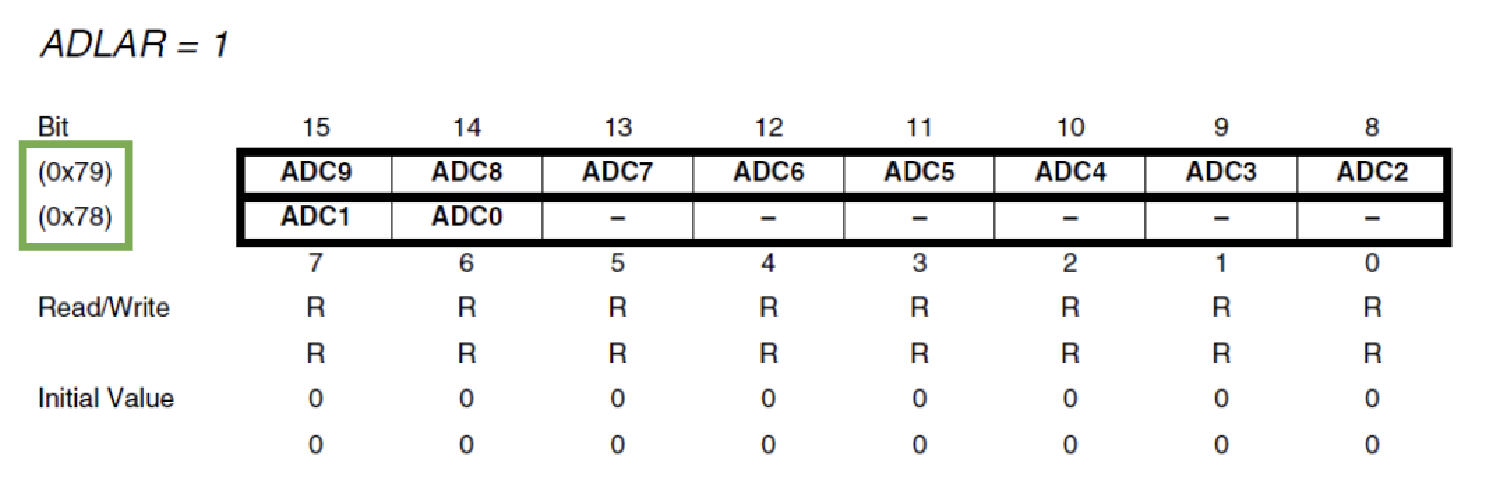 ADLAR = 1
Bit 15 14 13 12 11 10 9 8
(0x79) ADC9 ADC8 ADC7 ADC6 ADC5 ADC4 ADC3 ADC2
(0x78) ADC1 ADC0 – – – – – –
7 6 5 4 3 2 1 0
Read/Write R R R R R R R R
R R R R R R R R
Initial Value 0 0 0 0 0 0 0 0
0 0 0 0 0 0 0 0